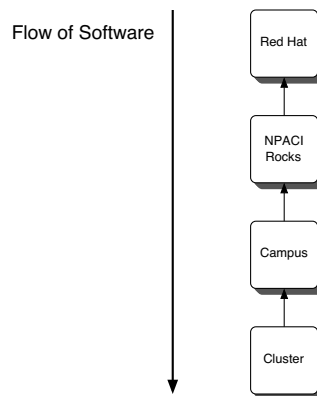 Flow of Software
Red Hat
NPACI
Rocks
Campus
Cluster